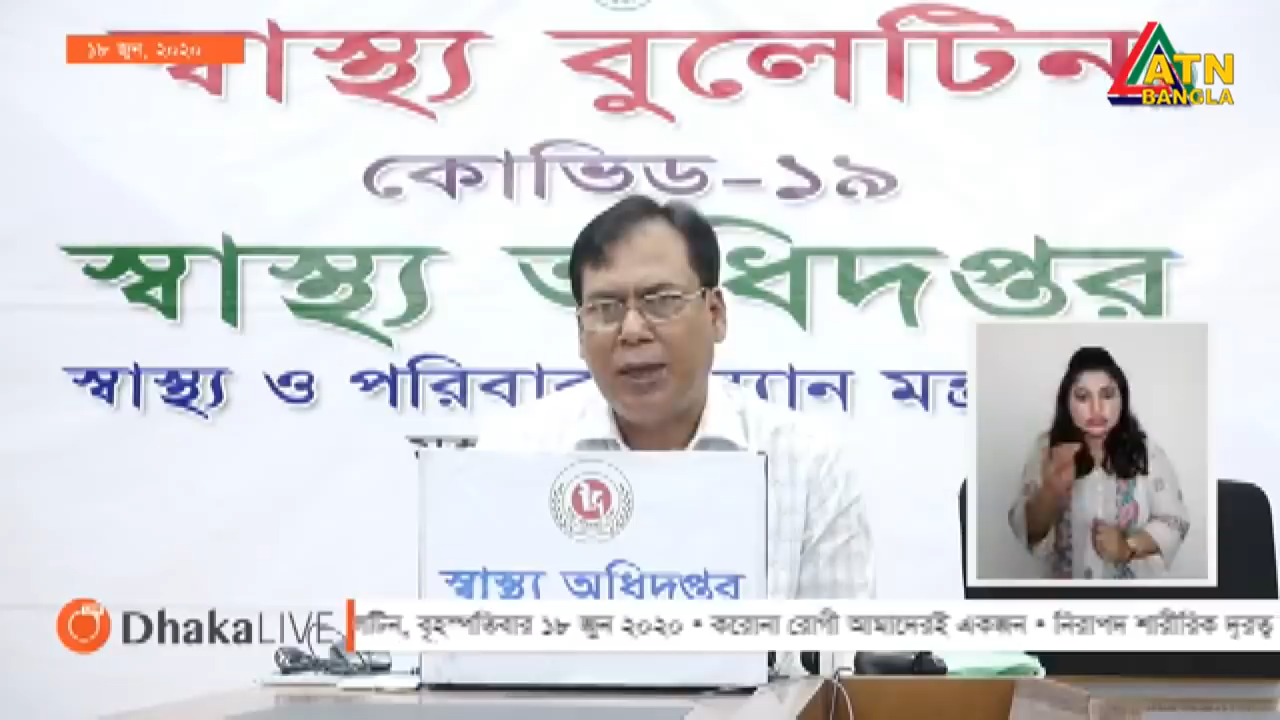 ১৮ জুন, ২০২০
স্বাস্থ্য বুলেটিন
ATN
BANGLA
কোভিড-১৯
স্বাস্থ্য অধিদপ্তর
স্বাস্থ্য ও পরিবার
স্বাস্থ্য অধিদপ্তর
DhakaLIVE
লেটিন, বৃহস্পতিবার ১৮ জুন ২০২০ • করোনা রোগী আমাদেরই একজন • নিরাপদ শারীরিক দূরত্ব